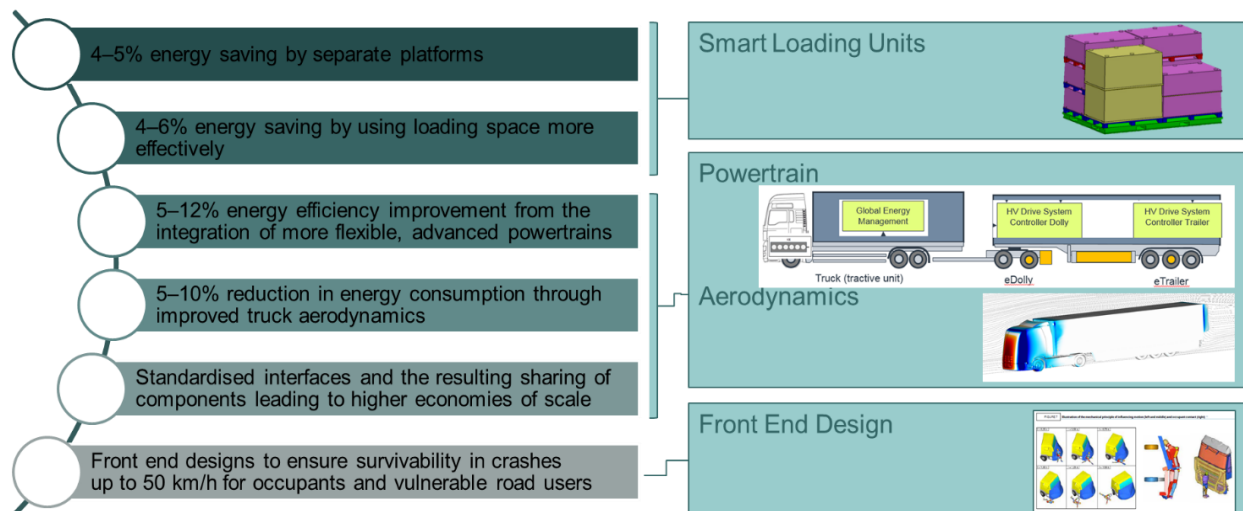 4–5% energy saving by separate platforms
4–6% energy saving by using loading space more
effectively
5–12% energy efficiency improvement from the
integration of more flexible, advanced powertrains
5–10% reduction in energy consumption through
improved truck aerodynamics
Standardised interfaces and the resulting sharing of
components leading to higher economies of scale
Front end designs to ensure survivability in crashes
up to 50 km/h for occupants and vulnerable road users
Smart Loading Units
Powertrain
Global Energy
Management
HV Drive System
Controller Dolly
HV Drive System
Controller Trailer
Truck (tractive unit)
eDolly
eTrailer
Aerodynamics
Front End Design